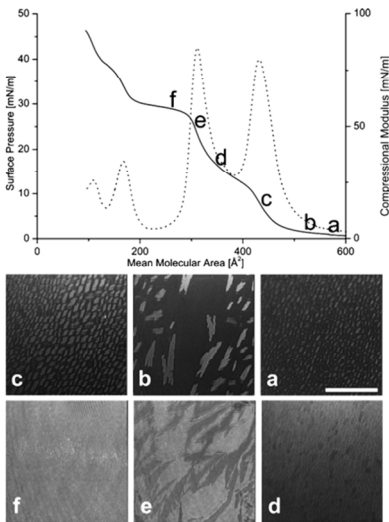 50
40
30
20
10
0
Surface Pressure [mN/m]
100
50
0
Compressional Modulus [mN/m]
f
e
d
c
b
a
0
200
400
600
Mean Molecular Area [Å²]
c
b
a
f
e
d